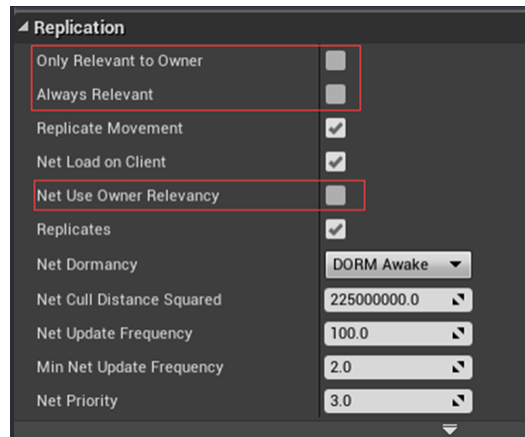 Replication
Only Relevant to Owner
Always Relevant
Replicate Movement
Net Load on Client
Net Use Owner Relevancy
Replicates
Net Dormancy DORM Awake
Net Cull Distance Squared 225000000.0
Net Update Frequency 100.0
Min Net Update Frequency 2.0
Net Priority 3.0